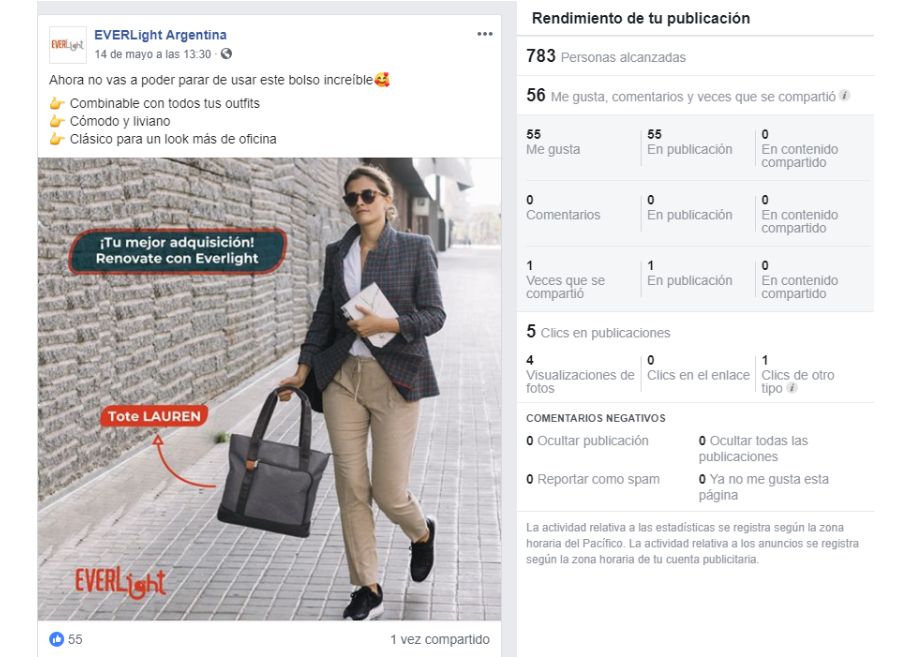 EVERLight
EVERLight Argentina
14 de mayo a las 13:30 ·
Ahora no vas a poder parar de usar este bolso increíble🥰
👉 Combinable con todos tus outfits
👉 Cómodo y liviano
👉 Clásico para un look más de oficina
¡Tu mejor adquisición!
Renovate con Everlight
Tote LAUREN
EVERLight
55
1 vez compartido
Rendimiento de tu publicación
783 Personas alcanzadas
56 Me gusta, comentarios y veces que se compartió
55
Me gusta
55
En publicación
0
En contenido
compartido
0
Comentarios
0
En publicación
0
En contenido
compartido
1
Veces que se
compartió
1
En publicación
0
En contenido
compartido
5 Clics en publicaciones
4
Visualizaciones de
fotos
0
Clics en el enlace
1
Clics de otro
tipo
COMENTARIOS NEGATIVOS
0 Ocultar publicación
0 Ocultar todas las
publicaciones
0 Reportar como spam
0 Ya no me gusta esta
página
La actividad relativa a las estadísticas se registra según la zona
horaria del Pacífico. La actividad relativa a los anuncios se registra
según la zona horaria de tu cuenta publicitaria.